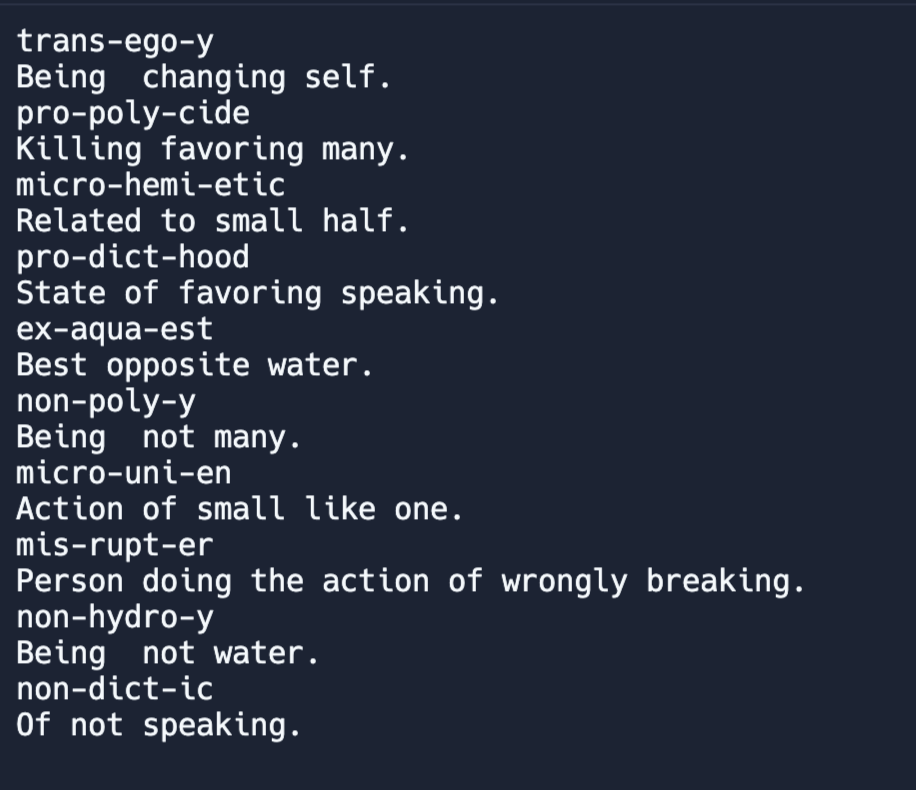 trans-ego-y
Being  changing self.
pro-poly-cide
Killing favoring many.
micro-hemi-etic
Related to small half.
pro-dict-hood
State of favoring speaking.
ex-aqua-est
Best opposite water.
non-poly-y
Being  not many.
micro-uni-en
Action of small like one.
mis-rupt-er
Person doing the action of wrongly breaking.
non-hydro-y
Being  not water.
non-dict-ic
Of not speaking.